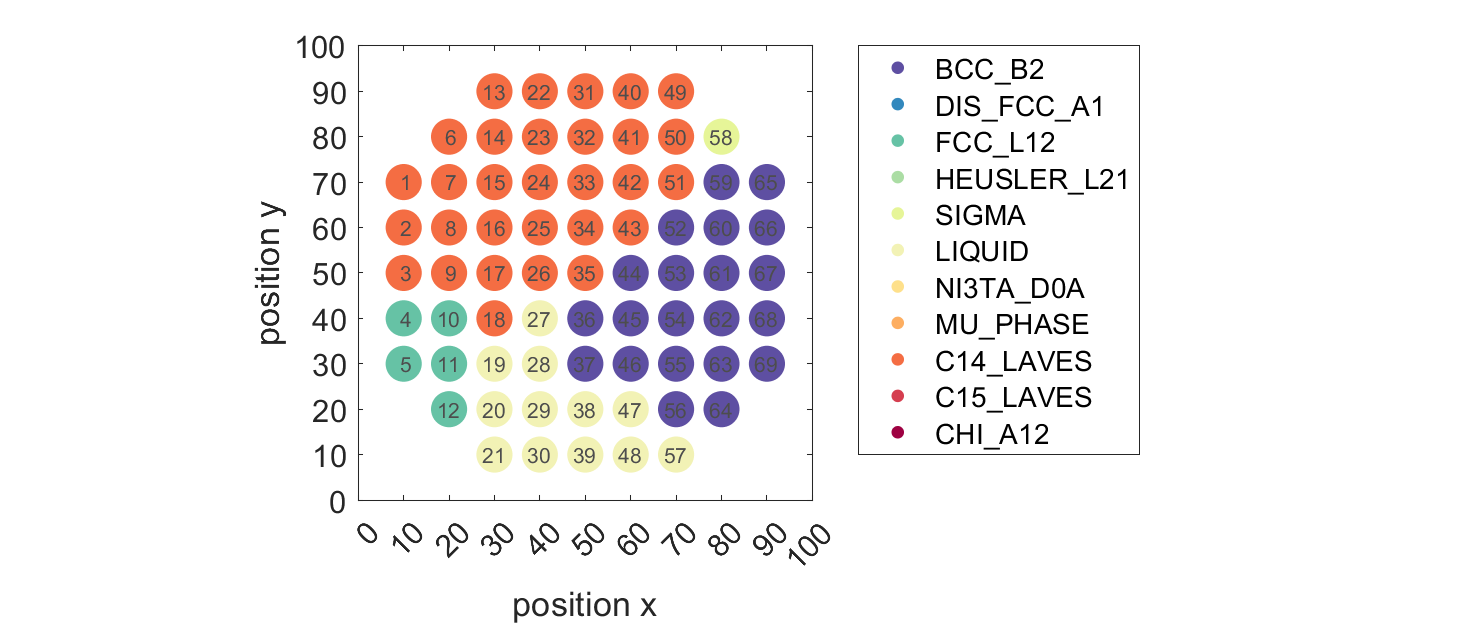 100
90
80
70
60
50
40
30
20
10
0
position y
13 22 31 40 49
6 14 23 32 41 50 58
1 7 15 24 33 42 51 59 65
2 8 16 25 34 43 52 60 66
3 9 17 26 35 44 53 61 67
4 10 18 27 36 45 54 62 68
5 11 19 28 37 46 55 63 69
12 20 29 38 47 56 64
21 30 39 48 57
0 10 20 30 40 50 60 70 80 90 100
position x
BCC_B2
DIS_FCC_A1
FCC_L12
HEUSLER_L21
SIGMA
LIQUID
NI3TA_D0A
MU_PHASE
C14_LAVES
C15_LAVES
CHI_A12